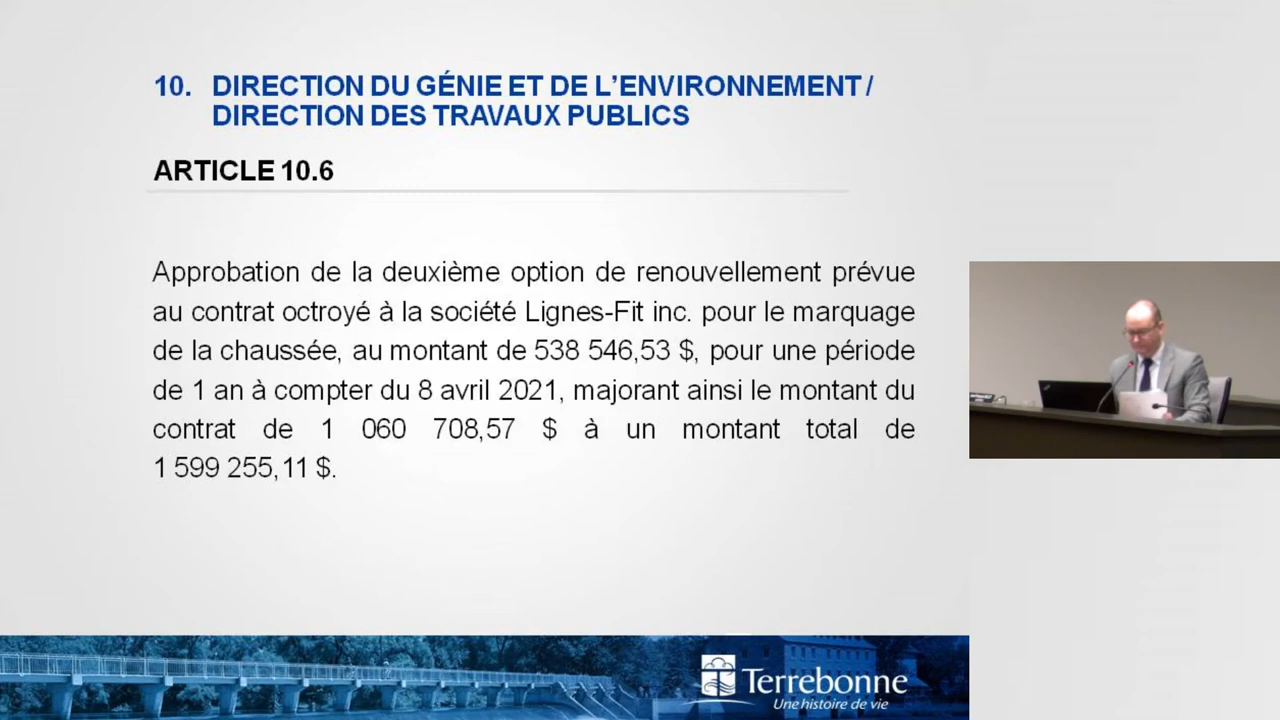 10. DIRECTION DU GÉNIE ET DE L’ENVIRONNEMENT /
DIRECTION DES TRAVAUX PUBLICS
ARTICLE 10.6
Approbation de la deuxième option de renouvellement prévue
au contrat octroyé à la société Lignes-Fit inc. pour le marquage
de la chaussée, au montant de 538 546,53 $, pour une période
de 1 an à compter du 8 avril 2021, majorant ainsi le montant du
contrat de 1 060 708,57 $ à un montant total de
1 599 255,11 $.
Terrebonne
Une histoire de vie